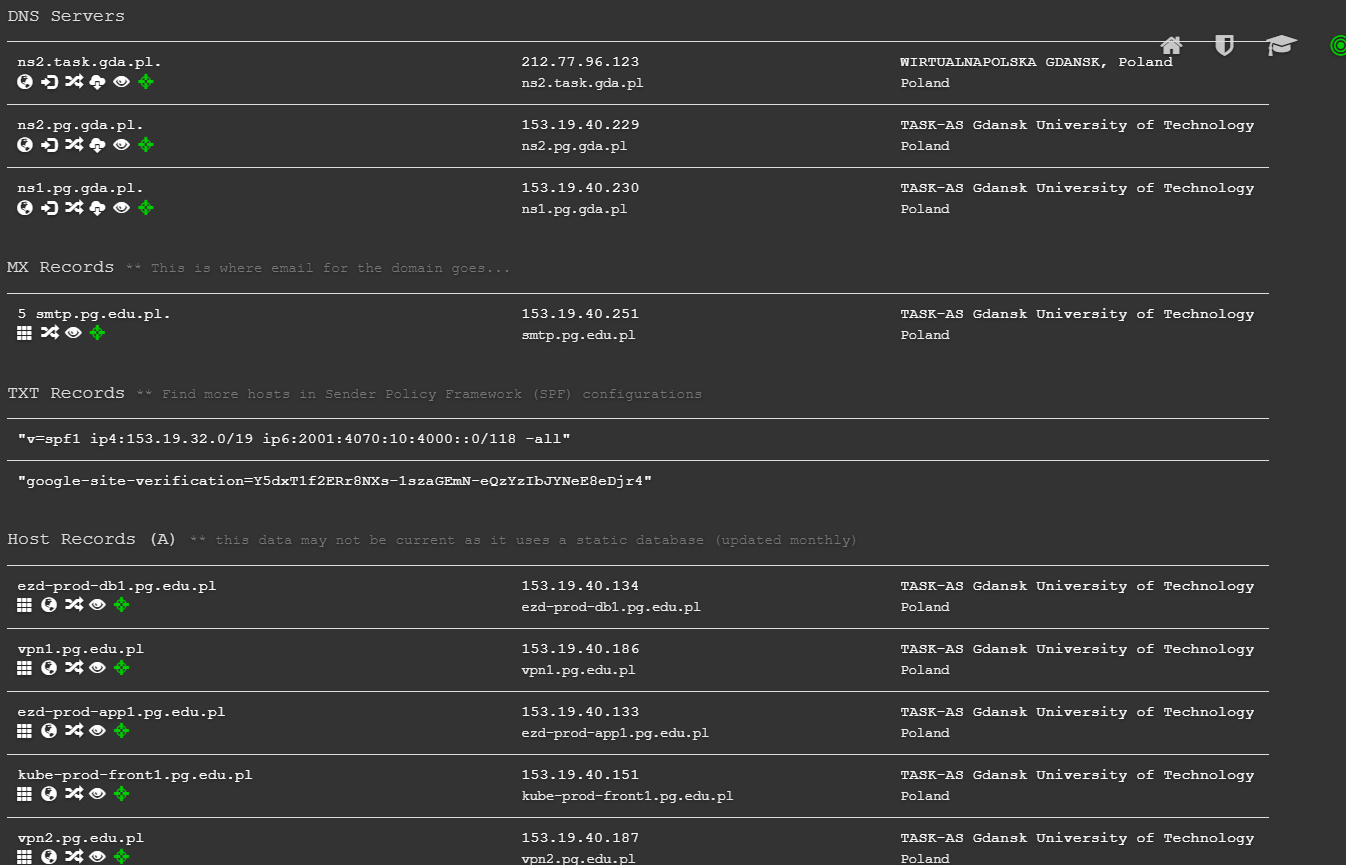 DNS Servers
ns2.task.gda.pl. 212.77.96.123 WIRTUALNAPOLSKA GDANSK, Poland
ns2.task.gda.pl Poland
ns2.pg.gda.pl. 153.19.40.229 TASK-AS Gdansk University of Technology
ns2.pg.gda.pl Poland
ns1.pg.gda.pl. 153.19.40.230 TASK-AS Gdansk University of Technology
ns1.pg.gda.pl Poland
MX Records ** This is where email for the domain goes...
5 smtp.pg.edu.pl. 153.19.40.251 TASK-AS Gdansk University of Technology
smtp.pg.edu.pl Poland
TXT Records ** Find more hosts in Sender Policy Framework (SPF) configurations
"v=spf1 ip4:153.19.32.0/19 ip6:2001:4070:10:4000::0/118 -all"
"google-site-verification=Y5dxT1f2ERr8NXs-1szaGEmN-eQzYzIbJYNeE8eDjr4"
Host Records (A) ** this data may not be current as it uses a static database (updated monthly)
ezd-prod-db1.pg.edu.pl 153.19.40.134 TASK-AS Gdansk University of Technology
ezd-prod-db1.pg.edu.pl Poland
vpn1.pg.edu.pl 153.19.40.186 TASK-AS Gdansk University of Technology
vpn1.pg.edu.pl Poland
ezd-prod-app1.pg.edu.pl 153.19.40.133 TASK-AS Gdansk University of Technology
ezd-prod-app1.pg.edu.pl Poland
kube-prod-front1.pg.edu.pl 153.19.40.151 TASK-AS Gdansk University of Technology
kube-prod-front1.pg.edu.pl Poland
vpn2.pg.edu.pl 153.19.40.187 TASK-AS Gdansk University of Technology
vpn2.pg.edu.pl Poland